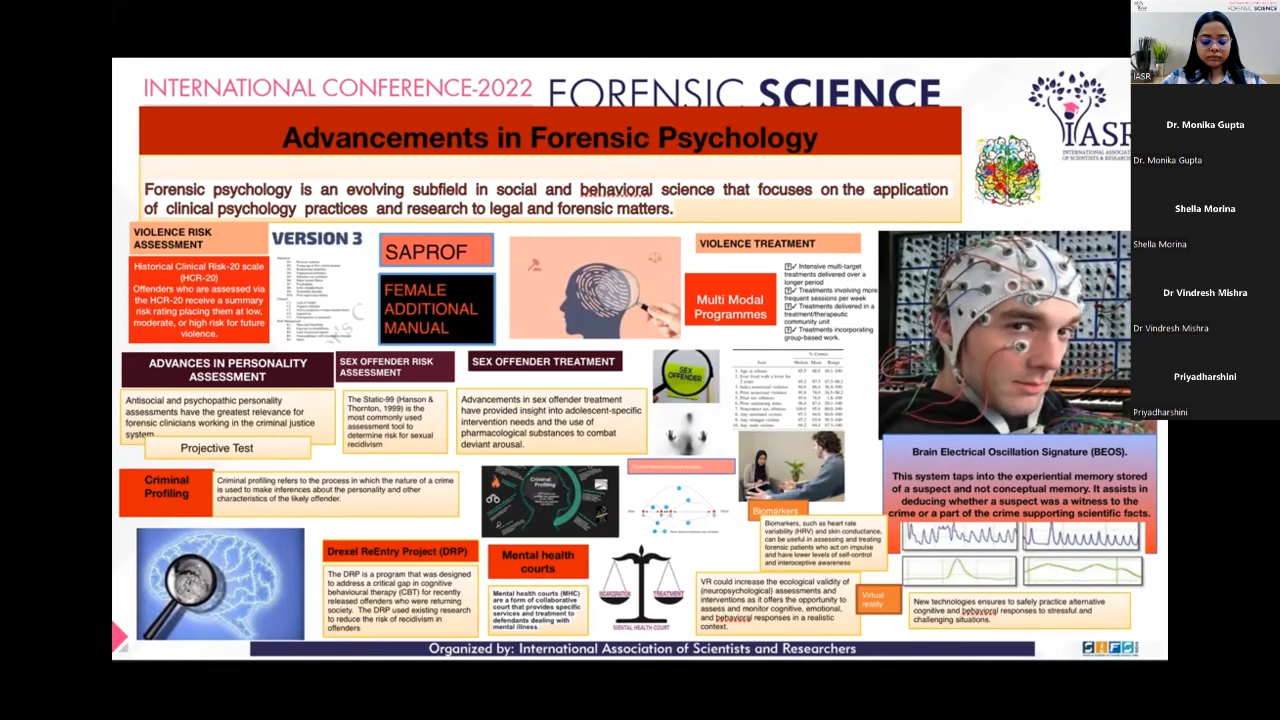 INTERNATIONAL CONFERENCE-2022
FORENSIC SCIENCE
Advancements in Forensic Psychology
Forensic psychology is an evolving subfield in social and behavioral science that focuses on the application
of clinical psychology practices and research to legal and forensic matters.
IASR
INTERNATIONAL ASSOC
OF SCIENTISTS & RESEARC
VIOLENCE RISK
ASSESSMENT
Historical Clinical Risk-20 scale
(HCR-20)
Offenders who are assessed via
the HCR-20 receive a summary
risk rating placing them at low,
moderate, or high risk for future
violence.
VERSION 3
SAPROF
FEMALE
ADDITIONAL
MANUAL
VIOLENCE TREATMENT
Multi Modal
Programmes
Intensive multi-target
treatments delivered over a
longer period
Treatments involving more
frequent sessions per week
Treatments delivered in a
treatment/therapeutic
community unit
Treatments incorporating
group-based work.
ADVANCES IN PERSONALITY
ASSESSMENT
Antisocial and psychopathic personality
assessments have the greatest relevance for
forensic clinicians working in the criminal justice
system
Projective Test
SEX OFFENDER RISK
ASSESSMENT
The Static-99 (Hanson &
Thornton, 1999) is the
most commonly used
assessment tool to
determine risk for sexual
recidivism
SEX OFFENDER TREATMENT
Advancements in sex offender treatment
have provided insight into adolescent-specific
intervention needs and the use of
pharmacological substances to combat
deviant arousal.
SEX
OFFENDER
Brain Electrical Oscillation Signature (BEOS).
This system taps into the experiential memory stored
of a suspect and not conceptual memory. It assists in
deducing whether a suspect was a witness to the
crime or a part of the crime supporting scientific facts.
Criminal
Profiling
Criminal profiling refers to the process in which the nature of a crime
is used to make inferences about the personality and other
characteristics of the likely offender.
Criminal
Profiling
Biomarkers
Biomarkers, such as heart rate
variability (HRV) and skin conductance,
can be useful in assessing and treating
forensic patients who act on impulse
and have lower levels of self-control
and interoceptive awareness
Drexel ReEntry Project (DRP)
The DRP is a program that was designed
to address a critical gap in cognitive
behavioural therapy (CBT) for recently
released offenders who were returning
society. The DRP used existing research
to reduce the risk of recidivism in
offenders
Mental health
courts
Mental health courts (MHC)
are a form of collaborative
court that provides specific
services and treatment to
defendants dealing with
mental illness.
INCARCERATION
TREATMENT
MENTAL HEALTH COURT
VR could increase the ecological validity of
(neuropsychological) assessments and
interventions as it offers the opportunity to
assess and monitor cognitive, emotional,
and behavioral responses in a realistic
context.
Virtual
reality
New technologies ensures to safely practice alternative
cognitive and behavioral responses to stressful and
challenging situations.
Organized by: International Association of Scientists and Researchers
SIFS
IASR
FORENSIC SCIENCE
Dr. Monika Gupta
Dr. Monika Gupta
Shella Morina
Shella Morina
Dr Vindresh Mishra
Dr Vindresh Mishra
Priyadharshini
Priyadharshini